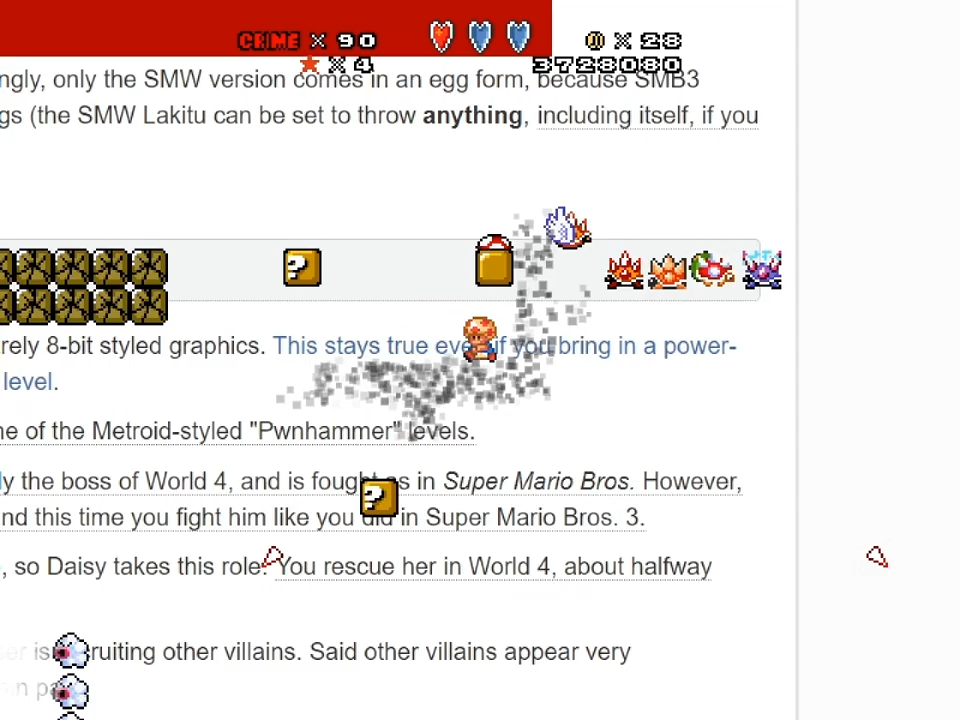 CRIME X 90
X 28
X 4
3728080
ngly, only the SMW version comes in an egg form, because SMB3
gs (the SMW Lakitu can be set to throw anything, including itself, if you
?
rely 8-bit styled graphics. This stays true even if you bring in a power-
level.
ne of the Metroid-styled "Pwnhammer" levels.
ly the boss of World 4, and is fought as in Super Mario Bros. However,
?
nd this time you fight him like you did in Super Mario Bros. 3.
, so Daisy takes this role. You rescue her in World 4, about halfway
ruiting other villains. Said other villains appear very